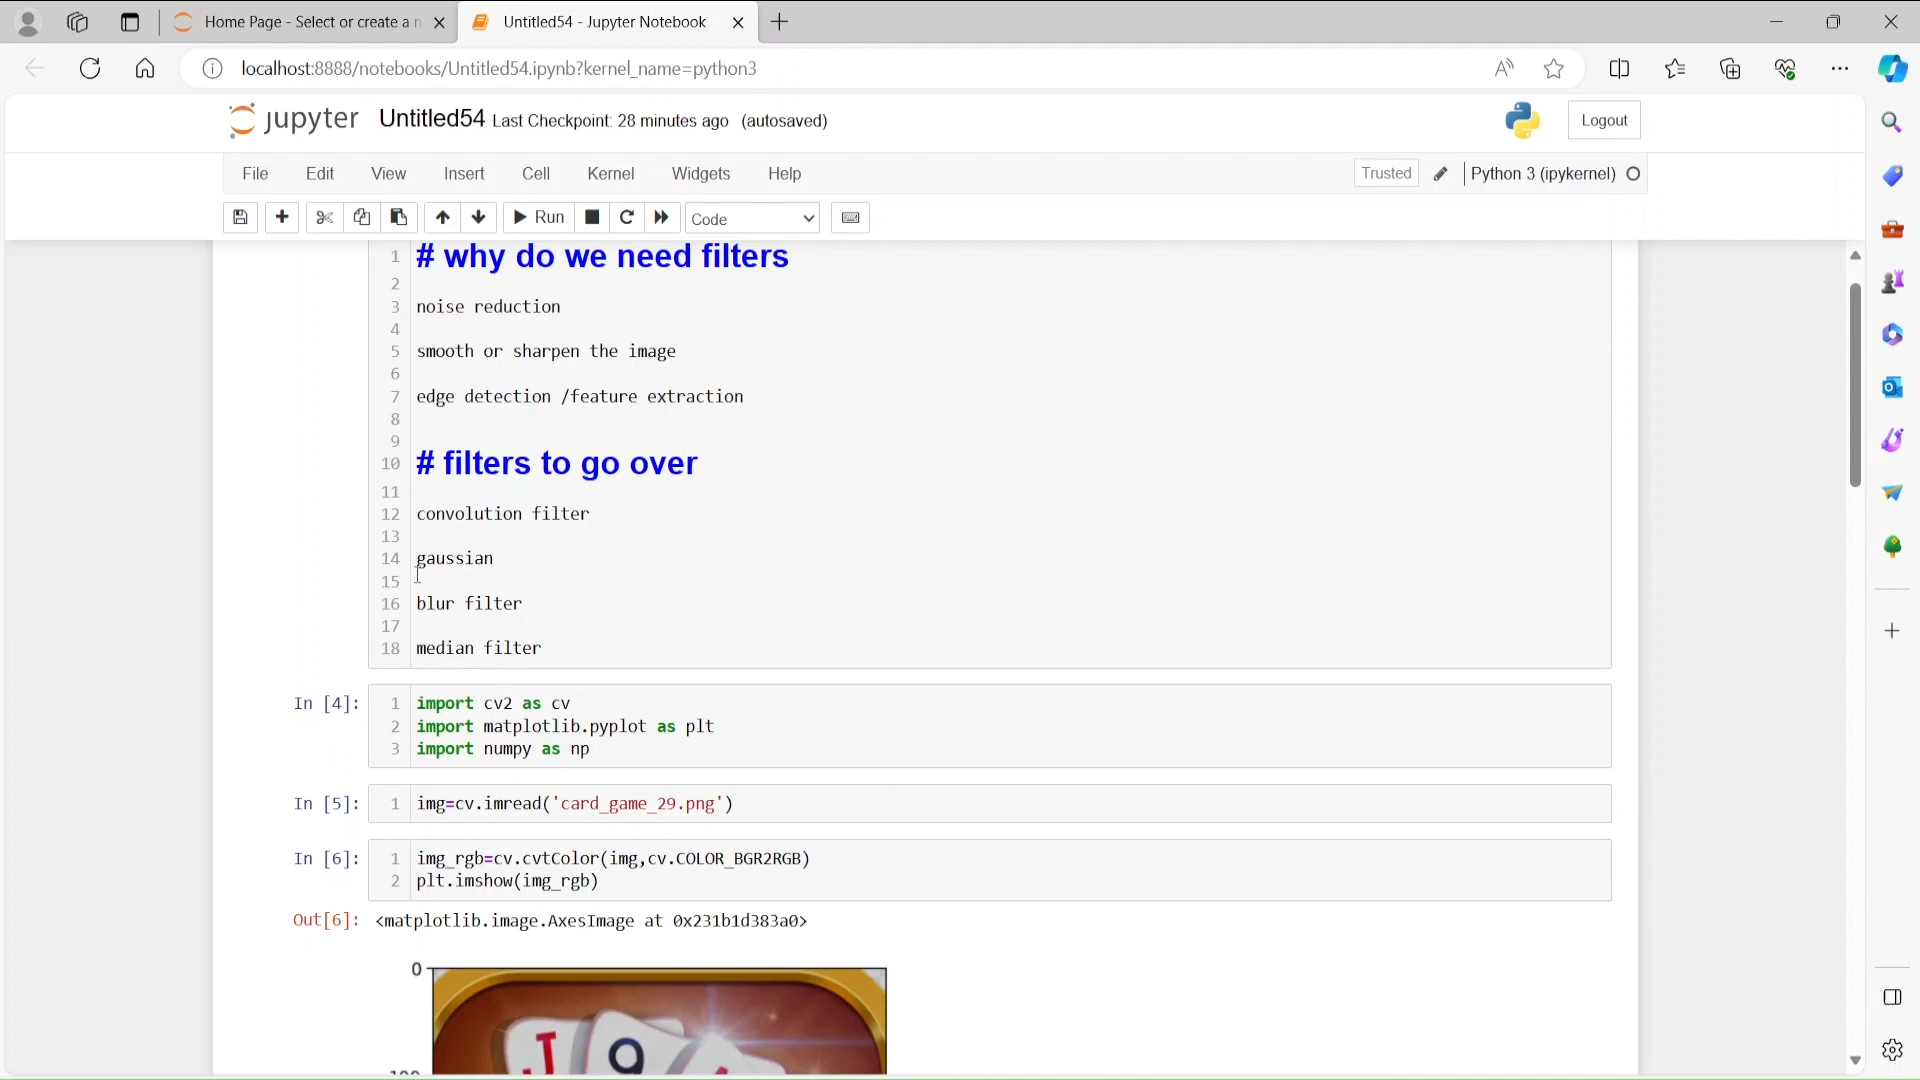 Home Page - Select or create a n
Untitled54 - Jupyter Notebook
localhost:8888/notebooks/Untitled54.ipynb?kernel_name=python3
jupyter Untitled54 Last Checkpoint: 28 minutes ago (autosaved)
Logout
File Edit View Insert Cell Kernel Widgets Help
Trusted Python 3 (ipykernel)
Run Code
1 # why do we need filters
2
3 noise reduction
4
5 smooth or sharpen the image
6
7 edge detection /feature extraction
8
9
10 # filters to go over
11
12 convolution filter
13
14 gaussian
15
16 blur filter
17
18 median filter
In [4]: 1 import cv2 as cv
2 import matplotlib.pyplot as plt
3 import numpy as np
In [5]: 1 img=cv.imread('card_game_29.png')
In [6]: 1 img_rgb=cv.cvtColor(img,cv.COLOR_BGR2RGB)
2 plt.imshow(img_rgb)
Out[6]: <matplotlib.image.AxesImage at 0x231b1d383a0>
0
J 9